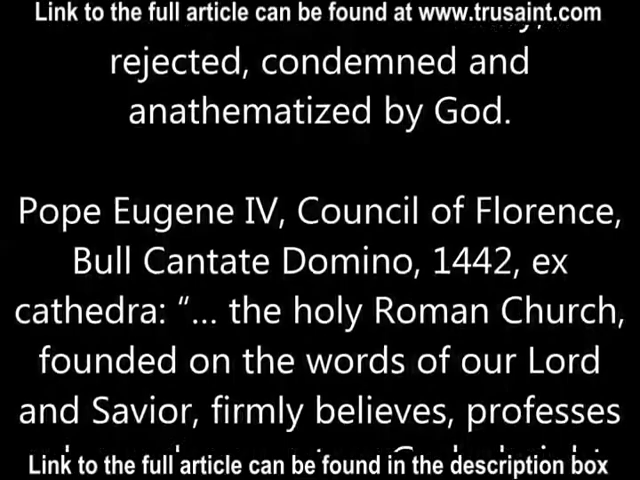 Link to the full article can be found at www.trusaint.com
rejected, condemned and
anathematized by God.
Pope Eugene IV, Council of Florence,
Bull Cantate Domino, 1442, ex
cathedra: “… the holy Roman Church,
founded on the words of our Lord
and Savior, firmly believes, professes
Link to the full article can be found in the description box